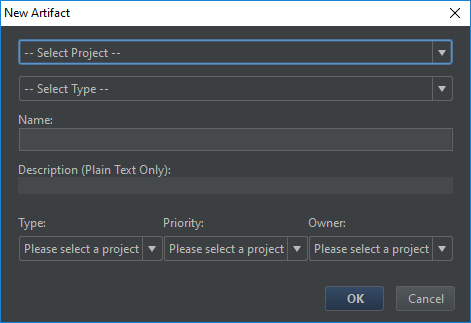 New Artifact
-- Select Project --
-- Select Type --
Name:
Description (Plain Text Only):
Type: Priority: Owner:
Please select a project Please select a project Please select a project
OK Cancel